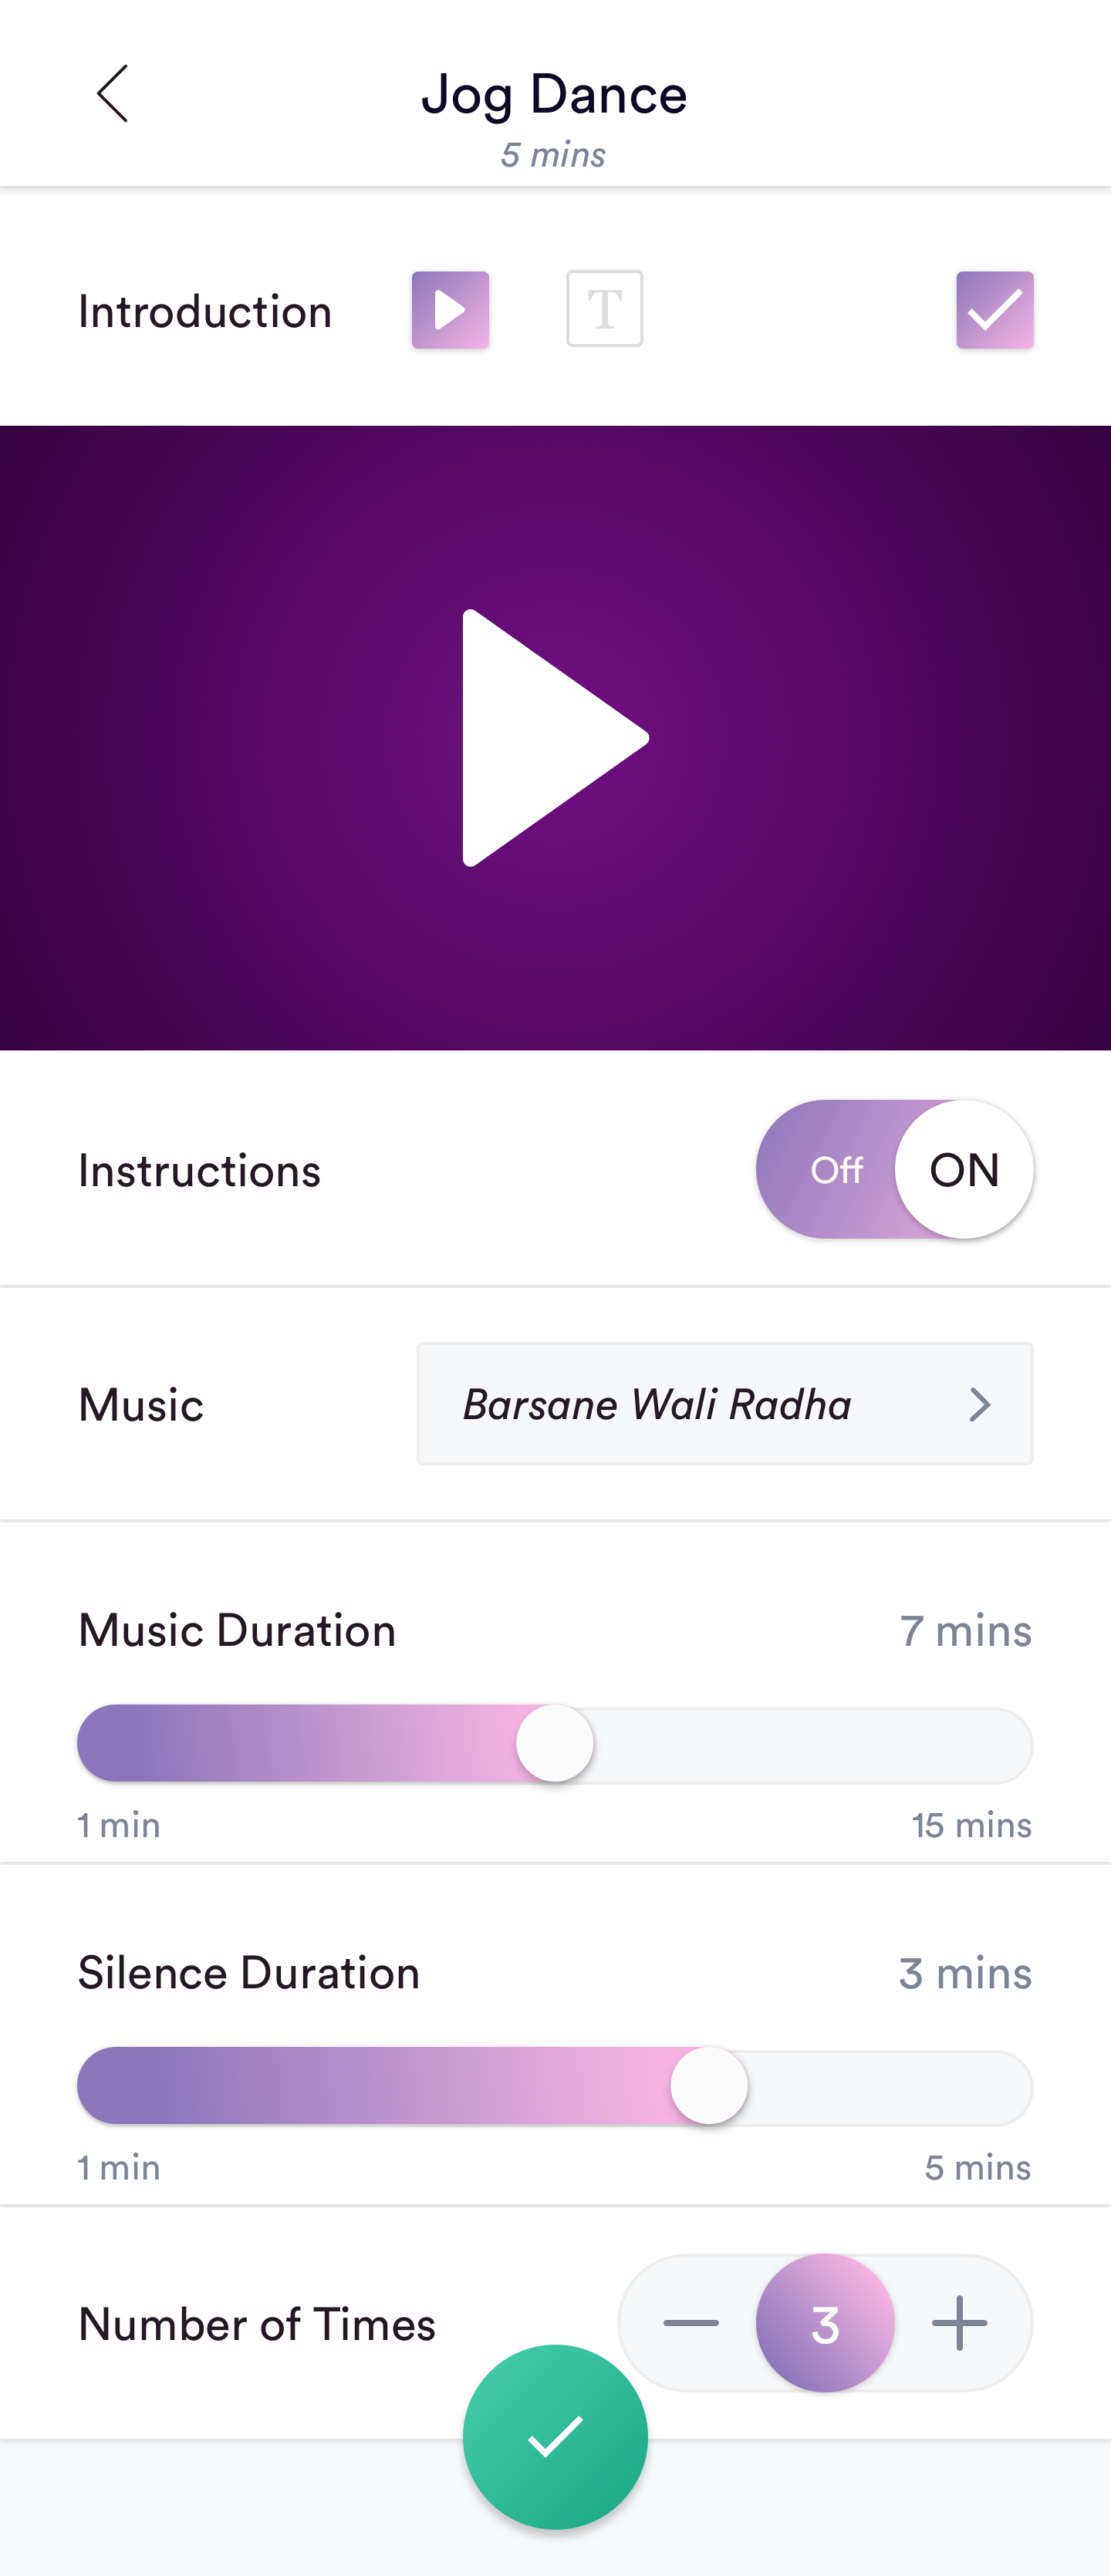 Jog Dance
5 mins
Introduction T
Instructions Off ON
Music Barsane Wali Radha
Music Duration 7 mins
1 min 15 mins
Silence Duration 3 mins
1 min 5 mins
Number of Times 3